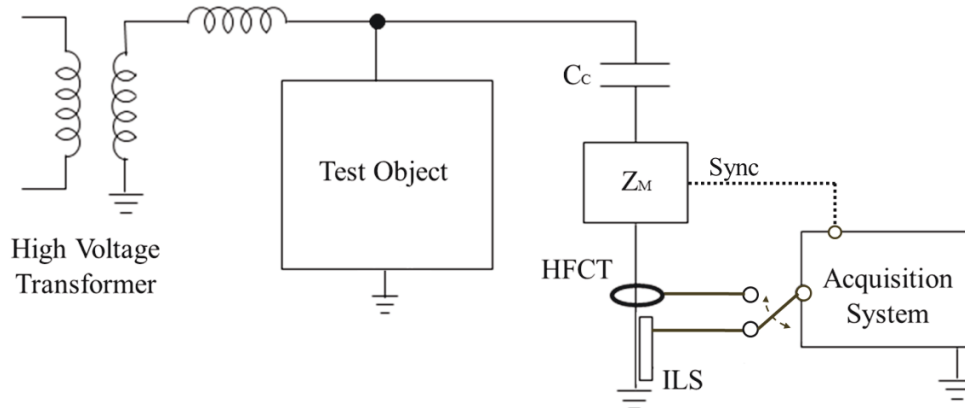 High Voltage
Transformer
Test Object
Cc
ZM
Sync
HFCT
ILS
Acquisition
System